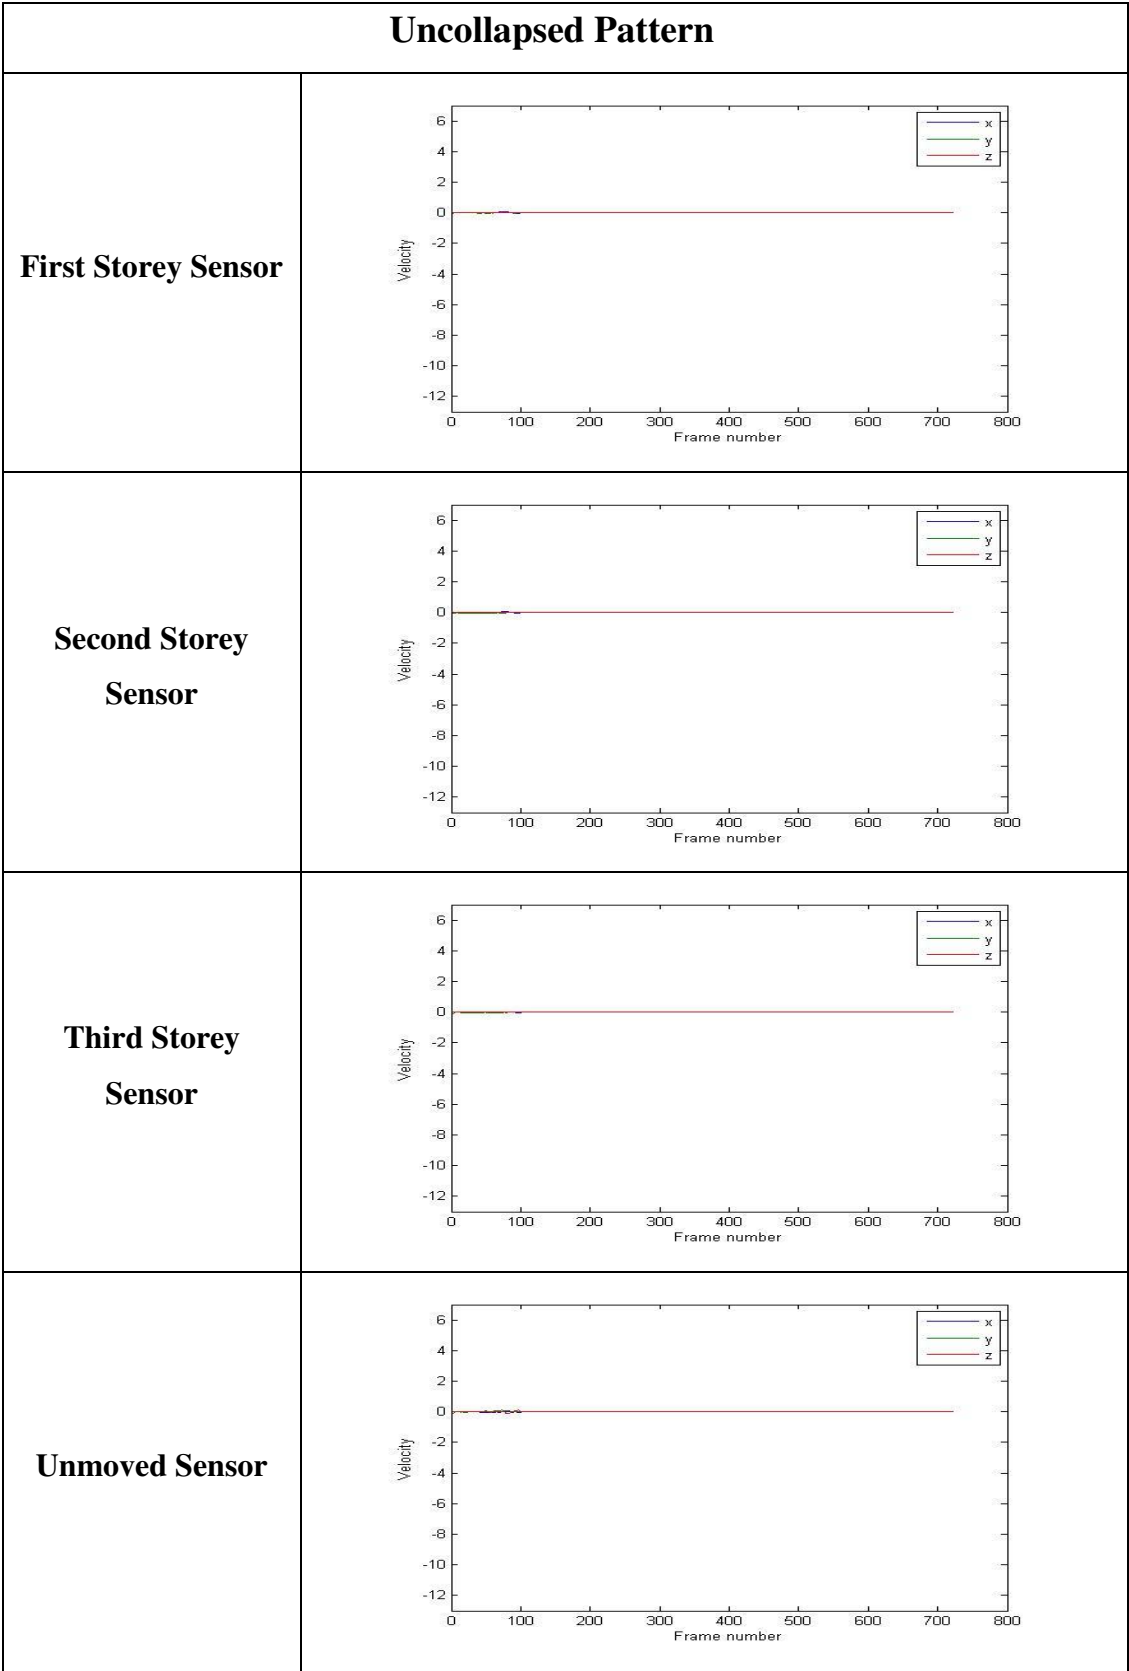 Uncollapsed Pattern
First Storey Sensor
6
4
2
0
-2
-4
-6
-8
-10
-12
Velocity
x
y
z
0 100 200 300 400 500 600 700 800
Frame number
Second Storey
Sensor
6
4
2
0
-2
-4
-6
-8
-10
-12
Velocity
x
y
z
0 100 200 300 400 500 600 700 800
Frame number
Third Storey
Sensor
6
4
2
0
-2
-4
-6
-8
-10
-12
Velocity
x
y
z
0 100 200 300 400 500 600 700 800
Frame number
Unmoved Sensor
6
4
2
0
-2
-4
-6
-8
-10
-12
Velocity
x
y
z
0 100 200 300 400 500 600 700 800
Frame number